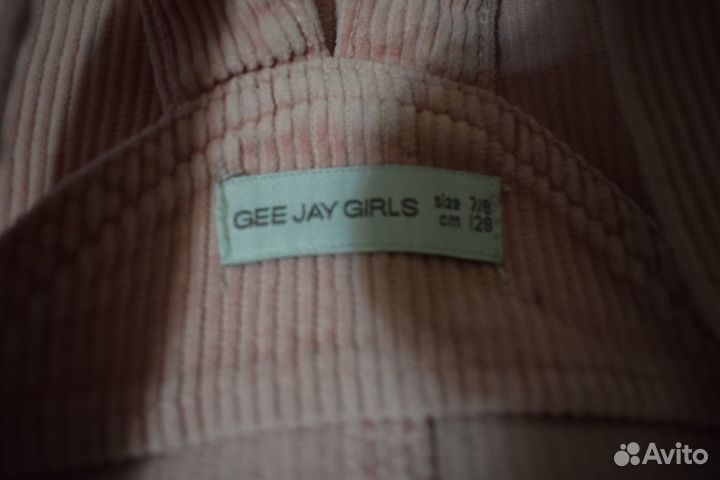 GEE JAY GIRLS
size 7/8
cm 128
Avito